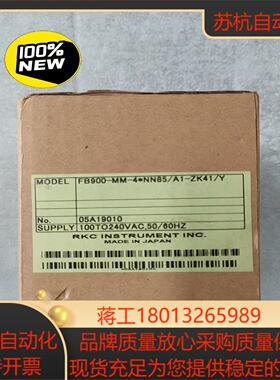 苏杭自动
100%
NEW
MODEL FB900-MM-4*NN85/A1-ZK41/Y
No. 05A19010
SUPPLY 100TO240VAC,50/60HZ
RKC INSTRUMENT INC.
MADE IN JAPAN
蒋工18013265989
自动化
品牌质量放心采购质量保
开票
现货充足为您提供稳定的